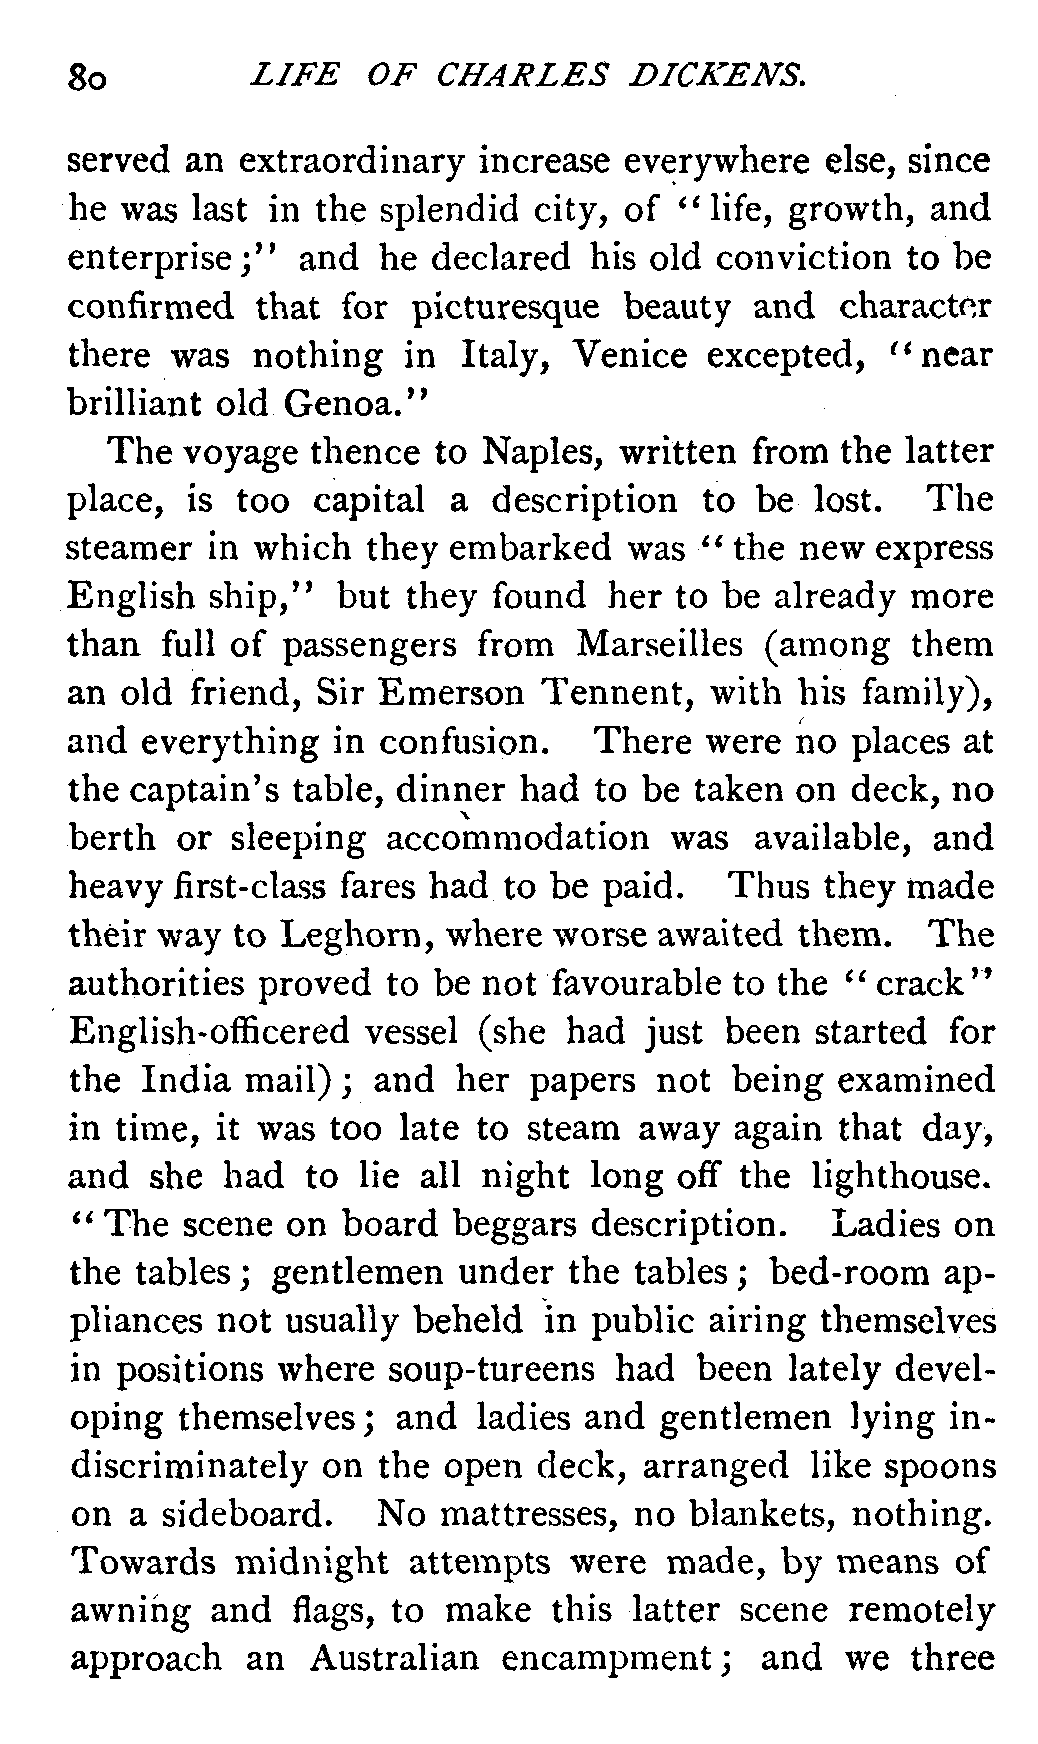 80 LIFE OF CHARLES DICKENS.
served an extraordinary increase everywhere else, since
he was last in the splendid city, of "life, growth, and
enterprise;" and he declared his old conviction to be
confirmed that for picturesque beauty and character
there was nothing in Italy, Venice excepted, "near
brilliant old Genoa."
The voyage thence to Naples, written from the latter
place, is too capital a description to be lost. The
steamer in which they embarked was "the new express
English ship," but they found her to be already more
than full of passengers from Marseilles (among them
an old friend, Sir Emerson Tennent, with his family),
and everything in confusion. There were no places at
the captain's table, dinner had to be taken on deck, no
berth or sleeping accommodation was available, and
heavy first-class fares had to be paid. Thus they made
their way to Leghorn, where worse awaited them. The
authorities proved to be not favourable to the "crack"
English-officered vessel (she had just been started for
the India mail); and her papers not being examined
in time, it was too late to steam away again that day,
and she had to lie all night long off the lighthouse.
"The scene on board beggars description. Ladies on
the tables; gentlemen under the tables; bed-room ap-
pliances not usually beheld in public airing themselves
in positions where soup-tureens had been lately devel-
oping themselves; and ladies and gentlemen lying in-
discriminately on the open deck, arranged like spoons
on a sideboard. No mattresses, no blankets, nothing.
Towards midnight attempts were made, by means of
awning and flags, to make this latter scene remotely
approach an Australian encampment; and we three